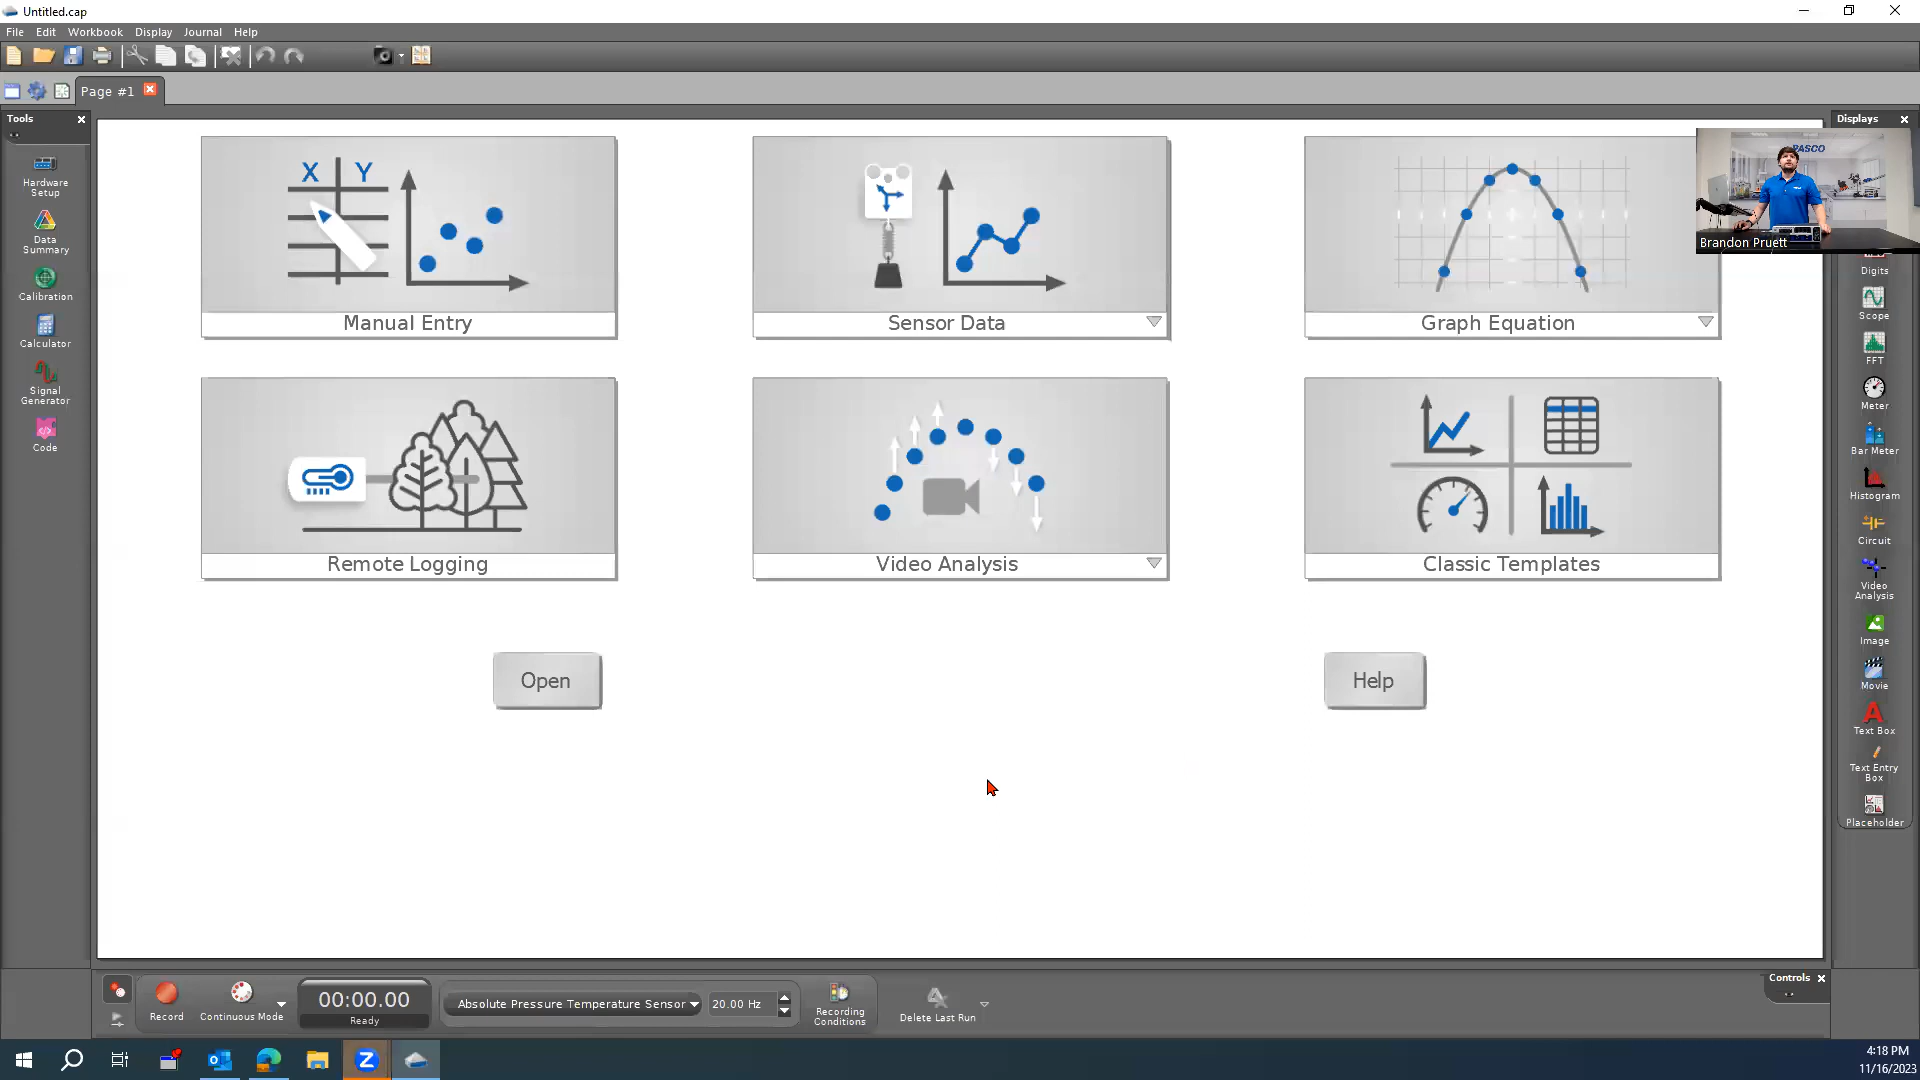 Untitled.cap
File Edit Workbook Display Journal Help
Page #1
Tools
Displays
Hardware
Setup
Data
Summary
Calibration
Calculator
Signal
Generator
Code
X Y
Manual Entry
Sensor Data
Graph Equation
Remote Logging
Video Analysis
Classic Templates
Open
Help
PASCO
Brandon Pruett
Digits
Scope
FFT
Meter
Bar Meter
Histogram
Circuit
Video
Analysis
Image
Movie
A
Text Box
Text Entry
Box
Placeholder
Record
Continuous Mode
00:00.00
Ready
Absolute Pressure Temperature Sensor
20.00 Hz
Recording
Conditions
Delete Last Run
Controls
Z
4:18 PM
11/16/2023